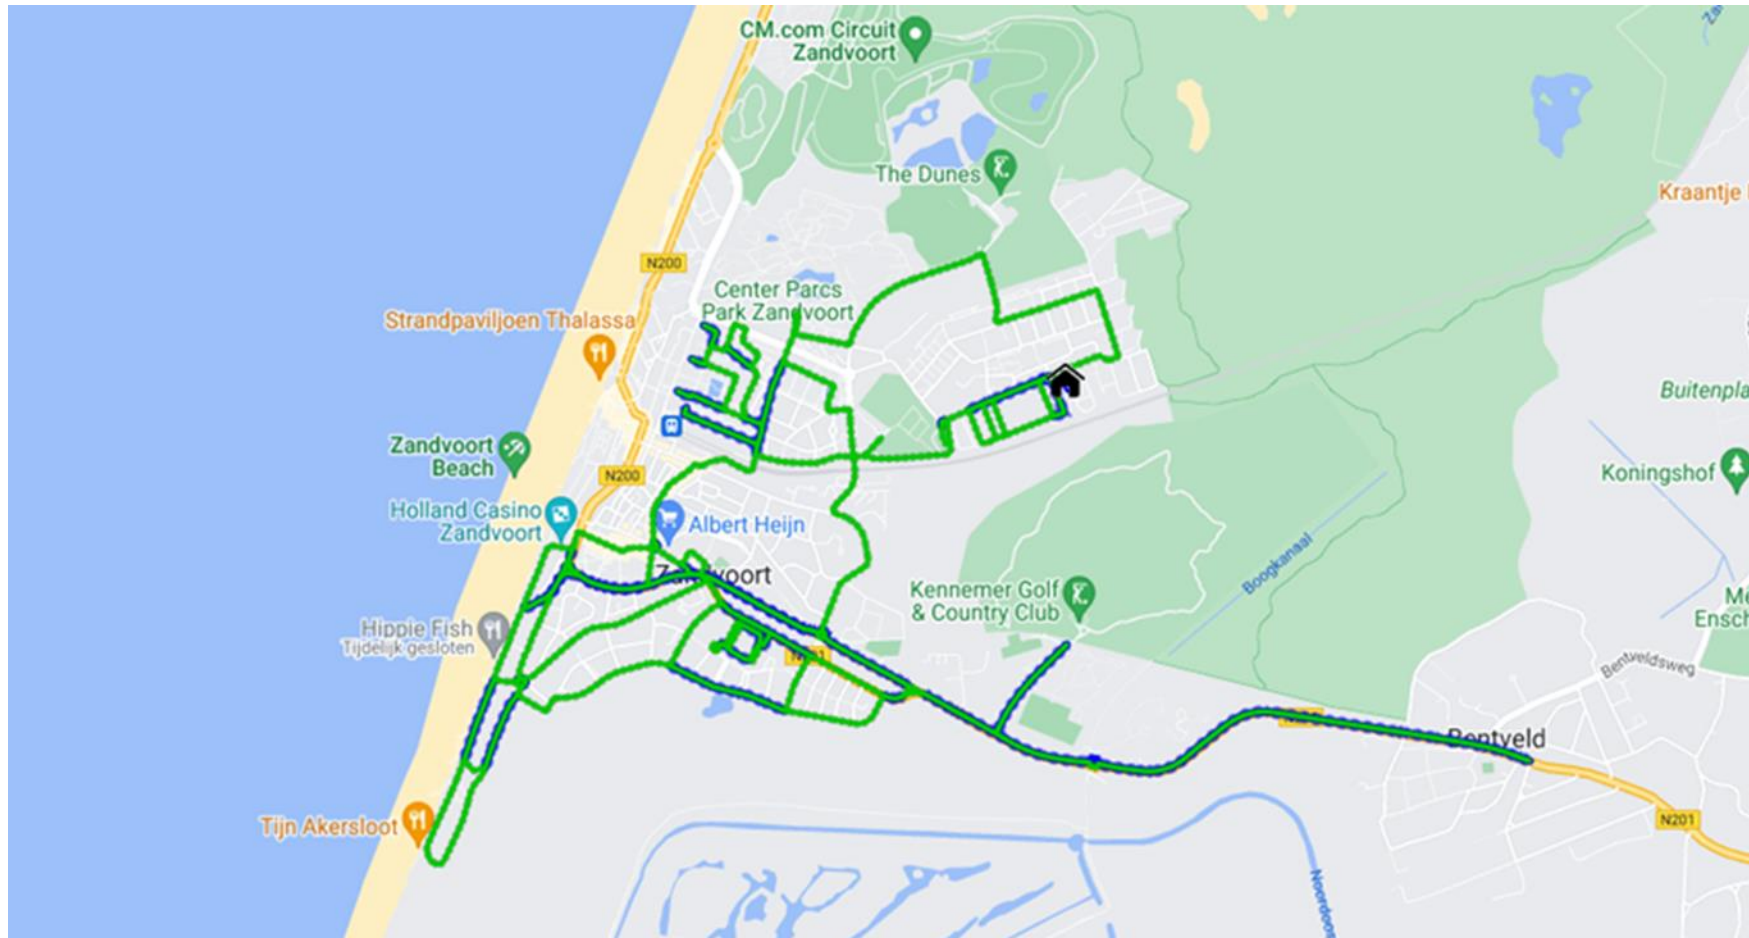 CM.com Circuit
Zandvoort
The Dunes
Kraantje
N200
Center Parcs
Park Zandvoort
Strandpaviljoen Thalassa
Buitenpla
Zandvoort
Beach
N200
Koningshof
Holland Casino
Zandvoort
Albert Heijn
Boogkanaal
Zandvoort
Kennemer Golf
& Country Club
Ensch
Hippie Fish
Tijdelijk gesloten
N201
Bentveldsweg
Bentveld
Tijn Akersloot
N201
Noordoos